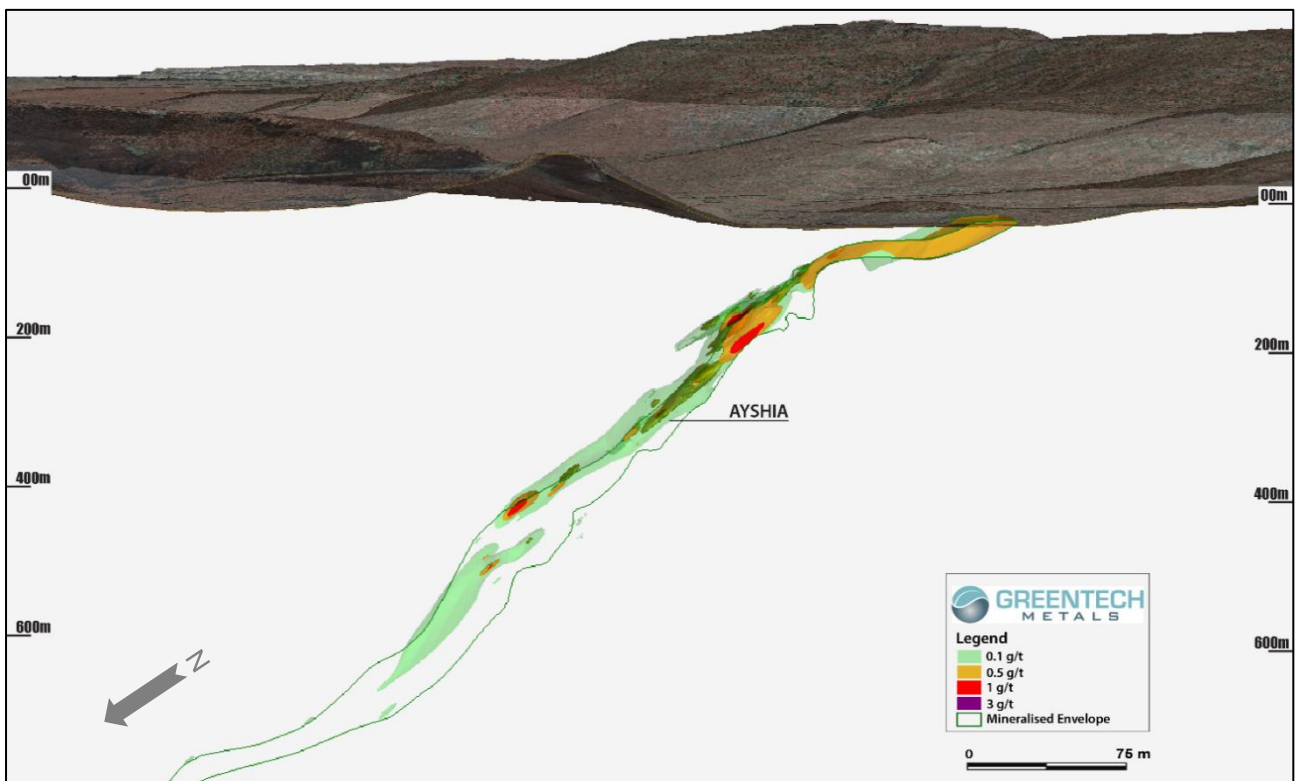 00m
00m
200m
200m
AYSHIA
400m
400m
600m
600m
N
GREENTECH
METALS
Legend
0.1 g/t
0.5 g/t
1 g/t
3 g/t
Mineralised Envelope
0 75 m